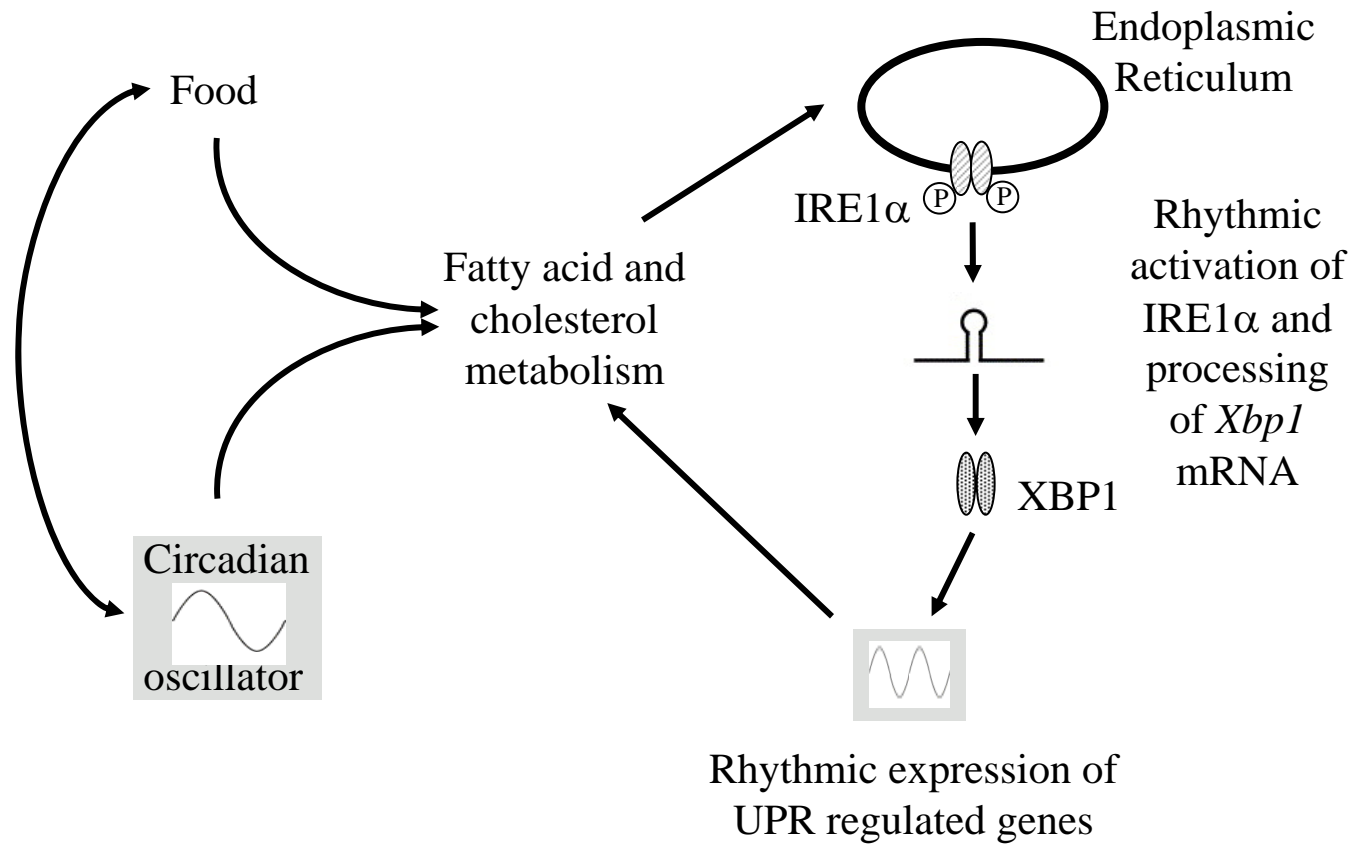 Endoplasmic
Reticulum
Food
IRE1α
P
P
Rhythmic
activation of
IRE1α and
processing
of Xbp1
mRNA
Fatty acid and
cholesterol
metabolism
XBP1
Circadian
oscillator
Rhythmic expression of
UPR regulated genes